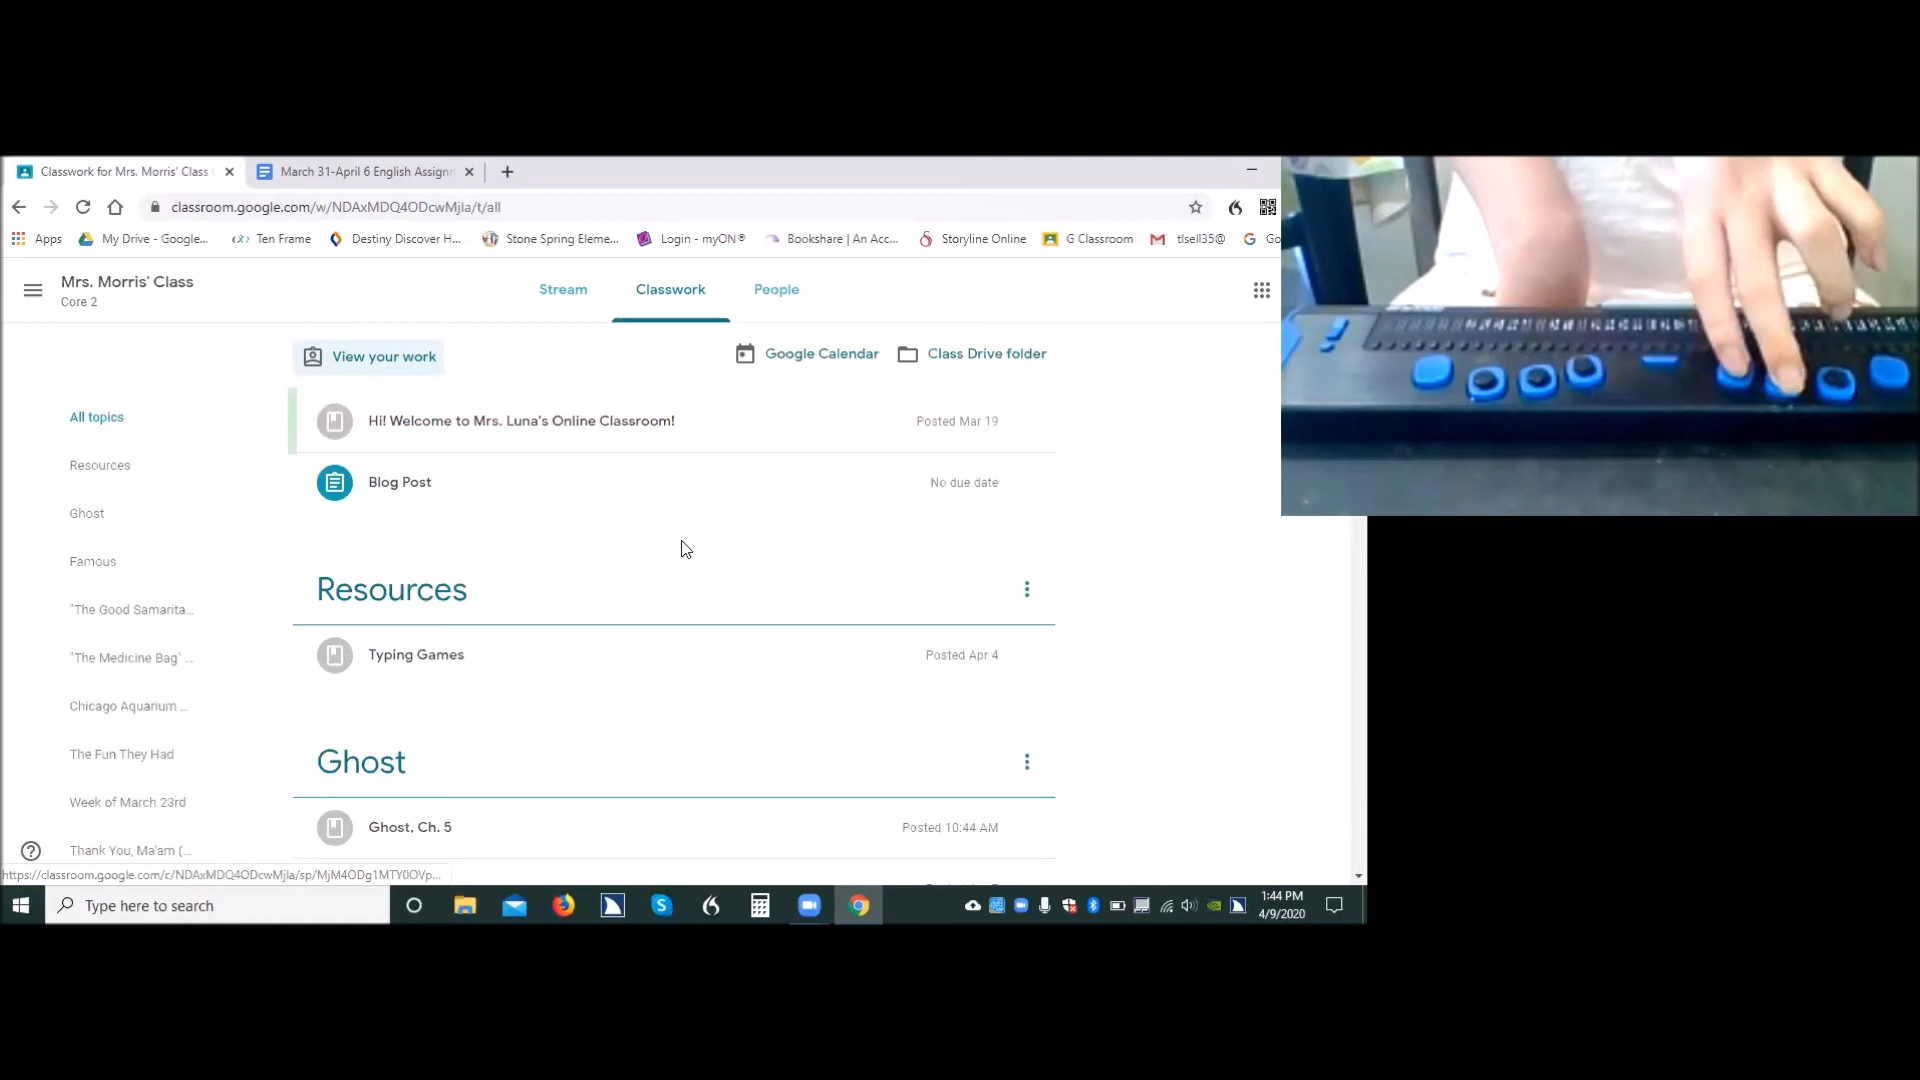 Classwork for Mrs. Morris' Class
March 31-April 6 English Assignm
classroom.google.com/w/NDAxMDQ4ODcwMjIa/t/all
Apps
My Drive - Google...
Ten Frame
Destiny Discover H...
Stone Spring Eleme...
Login - myON®
Bookshare | An Acc...
Storyline Online
G Classroom
tlsell35@
Go
Mrs. Morris' Class
Core 2
Stream
Classwork
People
View your work
Google Calendar
Class Drive folder
All topics
Resources
Ghost
Famous
"The Good Samarita...
"The Medicine Bag" ...
Chicago Aquarium ...
The Fun They Had
Week of March 23rd
Thank You, Ma'am (...
Hi! Welcome to Mrs. Luna's Online Classroom!
Posted Mar 19
Blog Post
No due date
Resources
Typing Games
Posted Apr 4
Ghost
Ghost, Ch. 5
Posted 10:44 AM
https://classroom.google.com/c/NDAxMDQ4ODcwMjIa/sp/MjM4ODg1MTY0OVp...
Type here to search
1:44 PM
4/9/2020